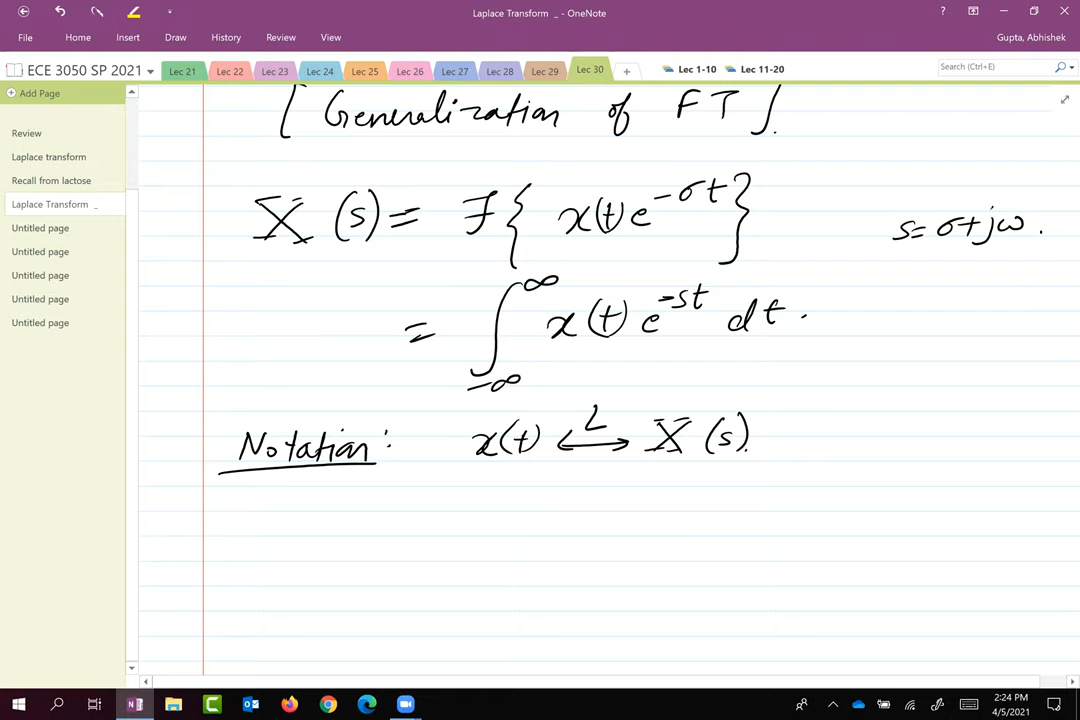 Laplace Transform _ - OneNote
File Home Insert Draw History Review View
Gupta, Abhishek
ECE 3050 SP 2021
Lec 21 Lec 22 Lec 23 Lec 24 Lec 25 Lec 26 Lec 27 Lec 28 Lec 29 Lec 30
Lec 1-10 Lec 11-20
Search (Ctrl+E)
Add Page
Review
Laplace transform
Recall from lactose
Laplace Transform _
Untitled page
Untitled page
Untitled page
Untitled page
Untitled page
[Generalization of FT].
X(s) = F{ x(t) e^{-σt} }
s = σ + jω.
= ∫_{-∞}^{∞} x(t) e^{-st} dt.
Notation: x(t) <-L-> X(s).
2:24 PM
4/5/2021